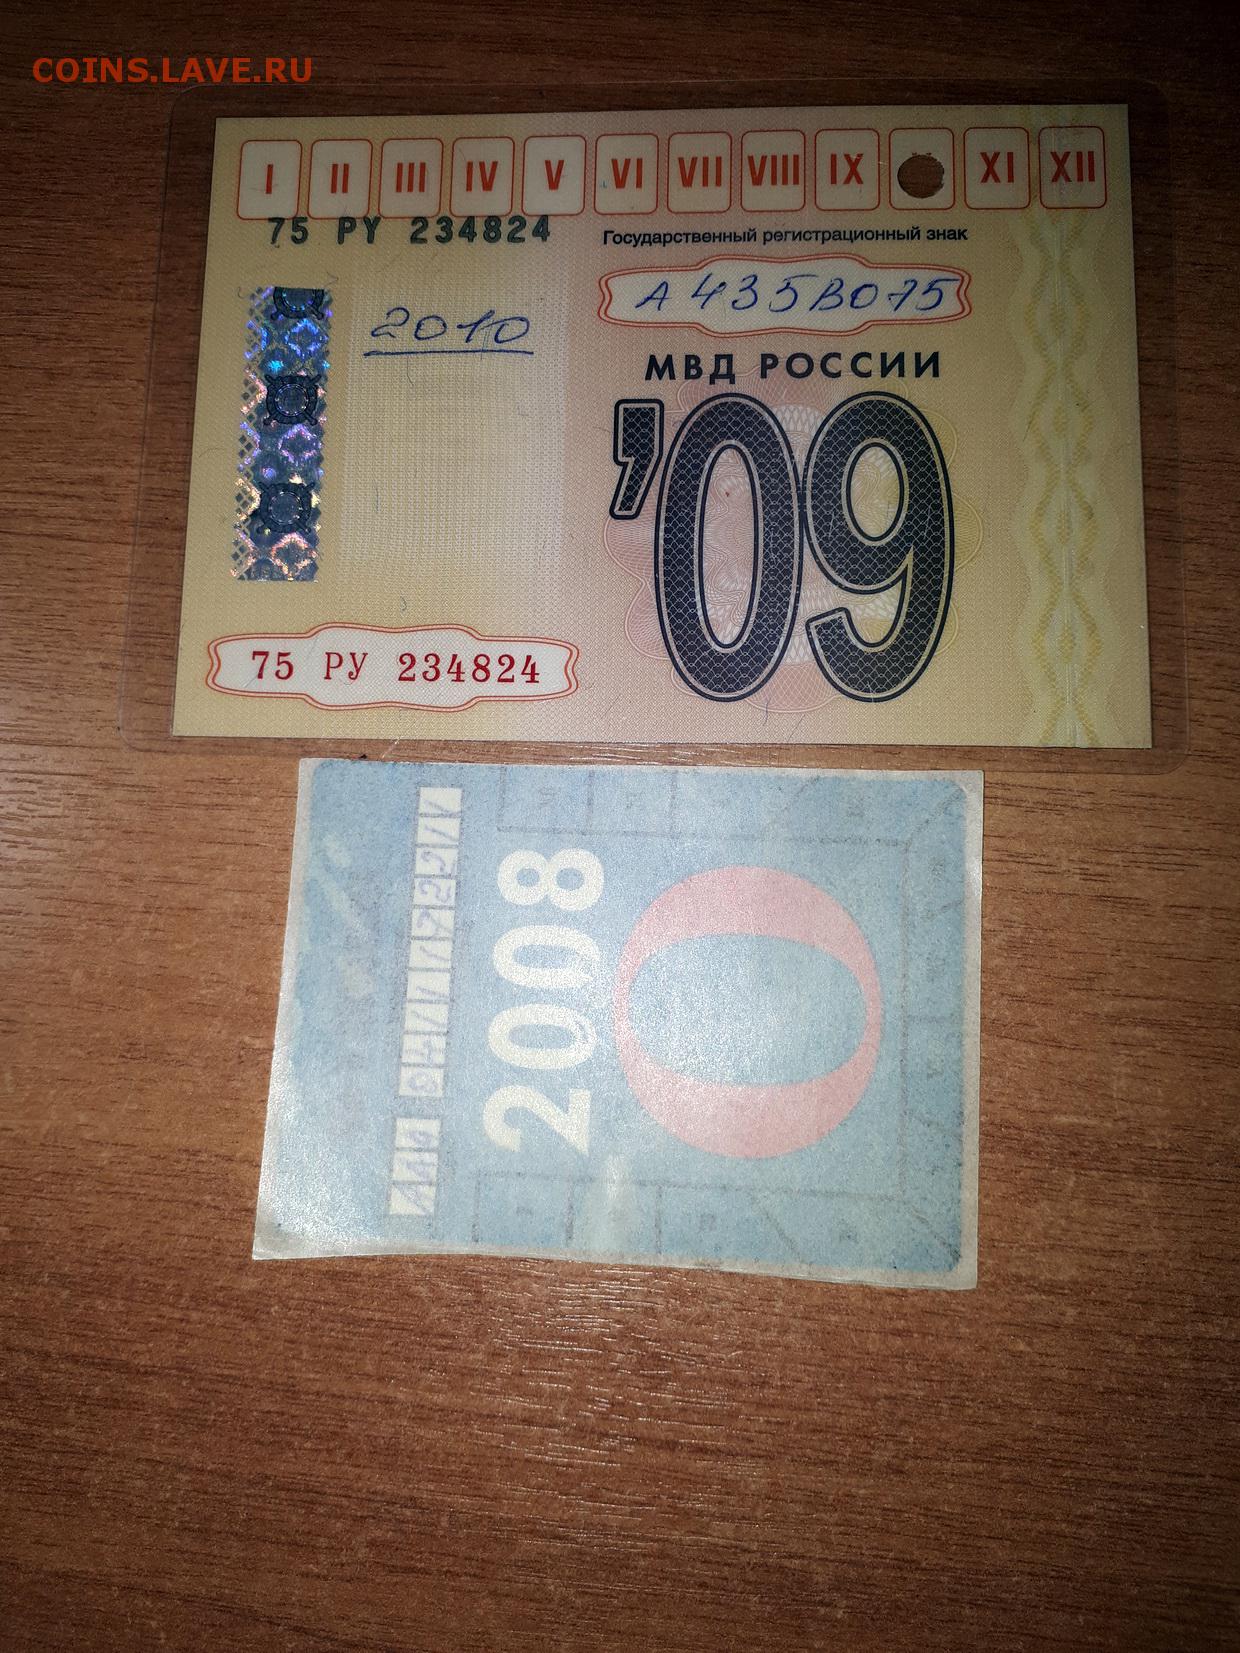 COINS.LAVE.RU
I II III IV V VI VII VIII IX XI XII
75 РУ 234824
Государственный регистрационный знак
А435ВО75
2010
МВД РОССИИ
'09
75 РУ 234824
2008
О